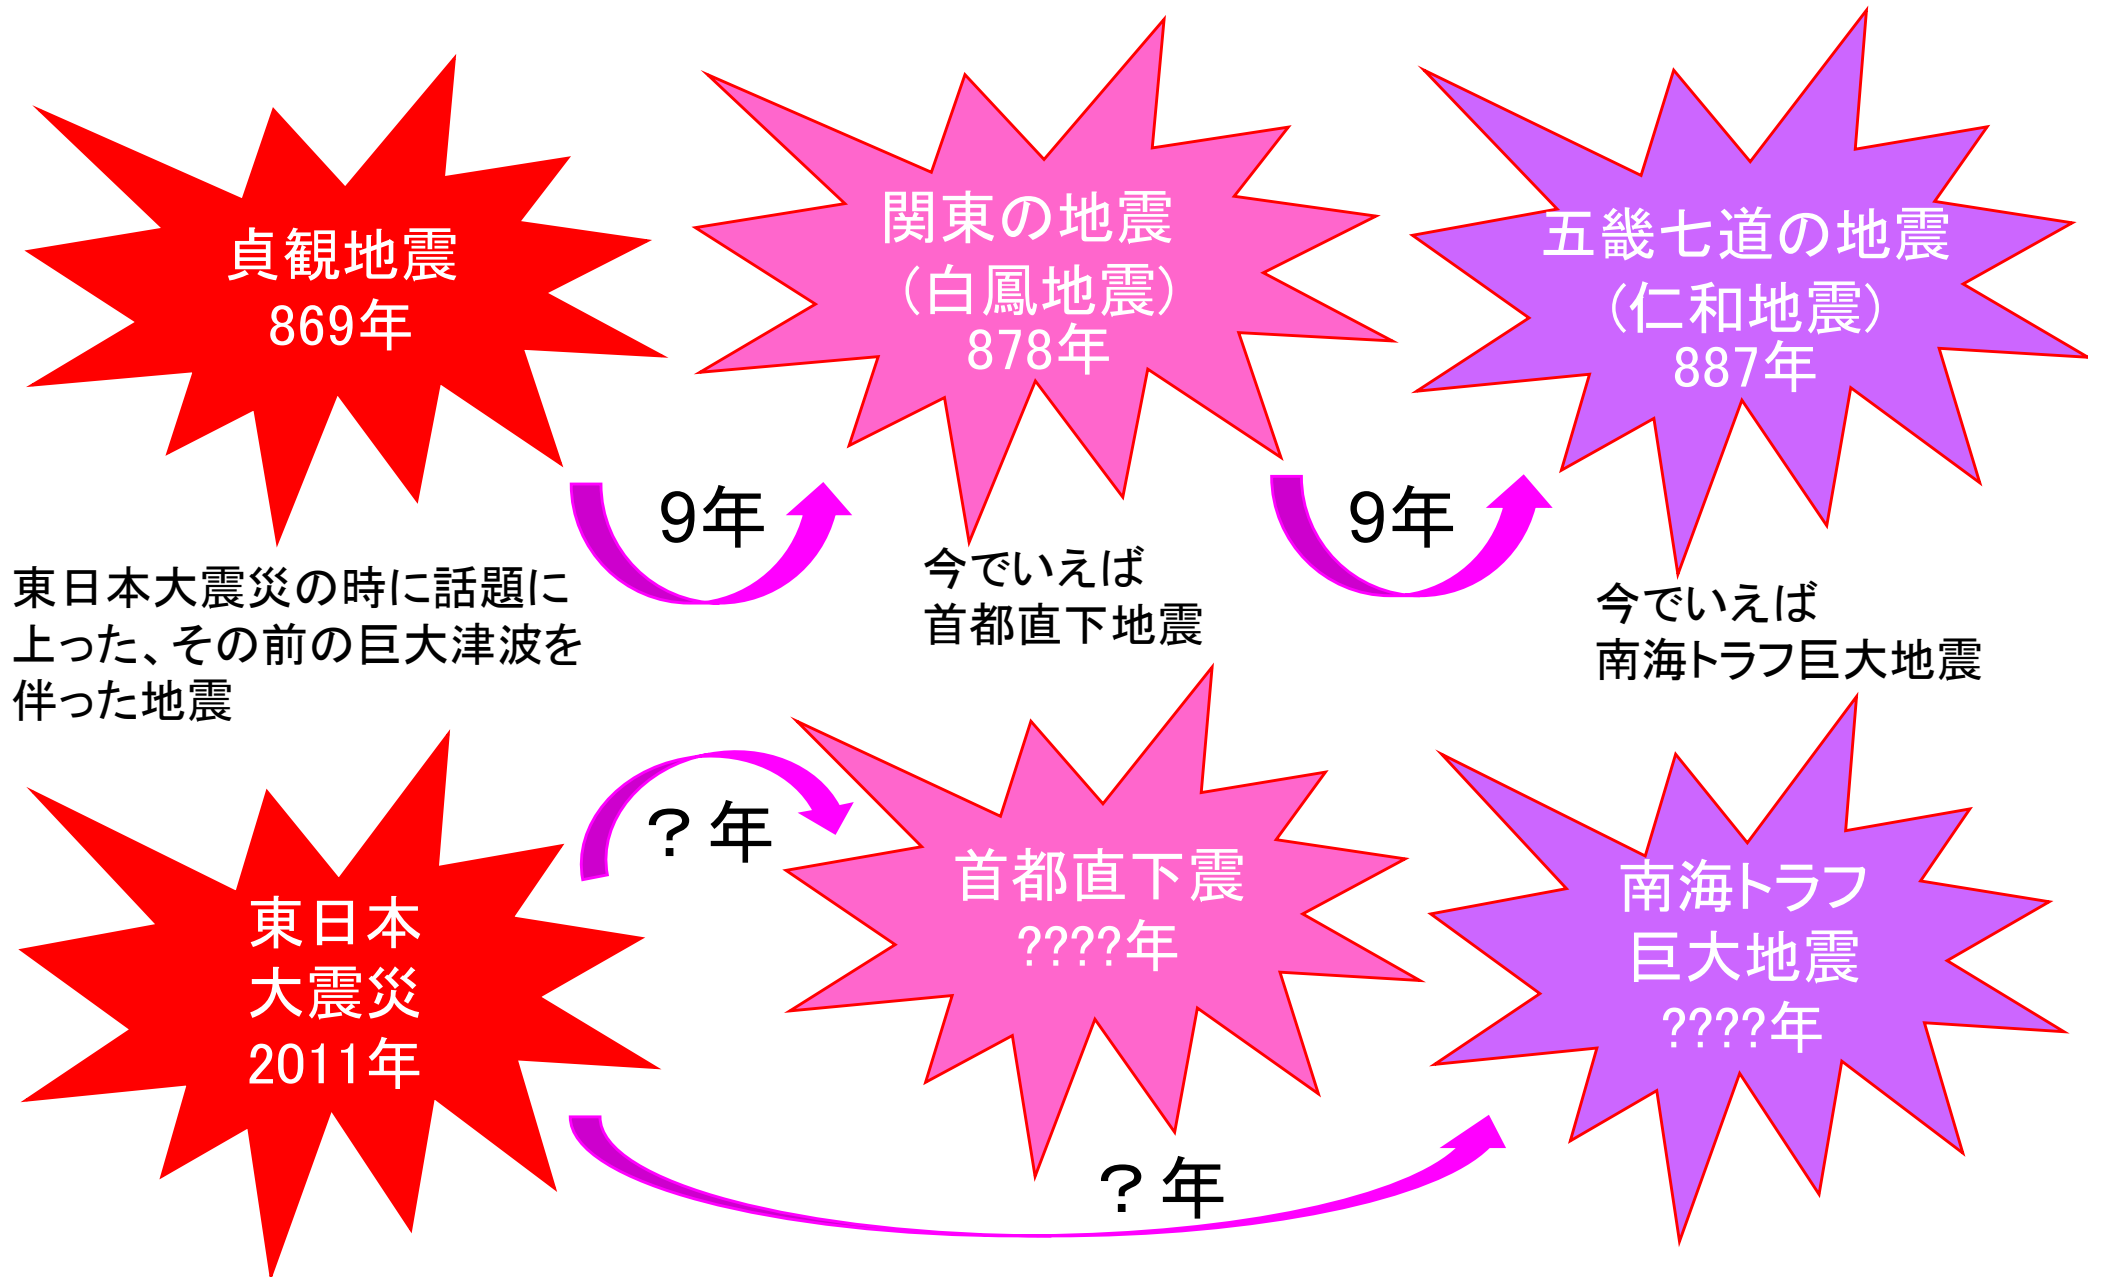 貞観地震
869年
関東の地震
(白鳳地震)
878年
五畿七道の地震
(仁和地震)
887年
9年
9年
東日本大震災の時に話題に
上った、その前の巨大津波を
伴った地震
今でいえば
首都直下地震
今でいえば
南海トラフ巨大地震
東日本
大震災
2011年
？年
首都直下震
????年
南海トラフ
巨大地震
????年
？年